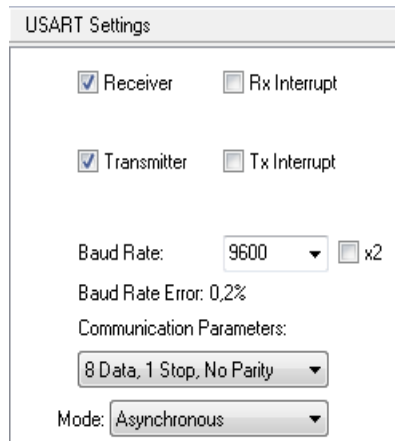 USART Settings
Receiver Rx Interrupt
Transmitter Tx Interrupt
Baud Rate: 9600 x2
Baud Rate Error: 0,2%
Communication Parameters:
8 Data, 1 Stop, No Parity
Mode: Asynchronous